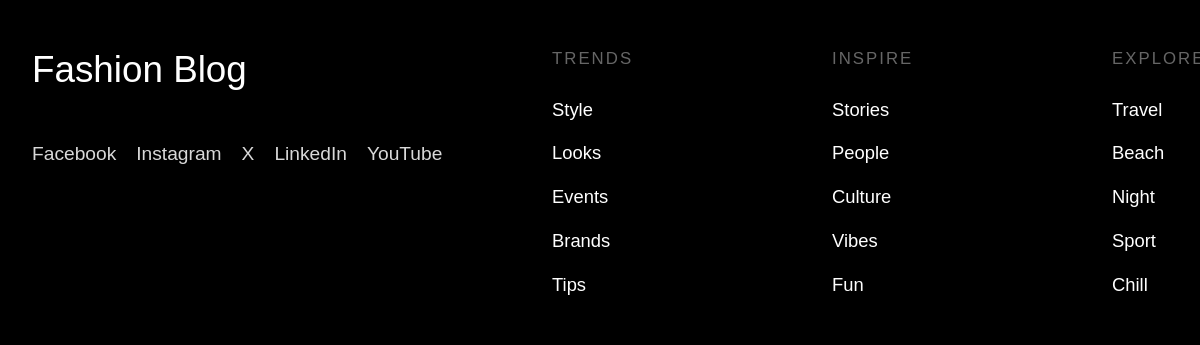 Fashion Blog
Facebook Instagram X LinkedIn YouTube
TRENDS
Style
Looks
Events
Brands
Tips
INSPIRE
Stories
People
Culture
Vibes
Fun
EXPLORE
Travel
Beach
Night
Sport
Chill